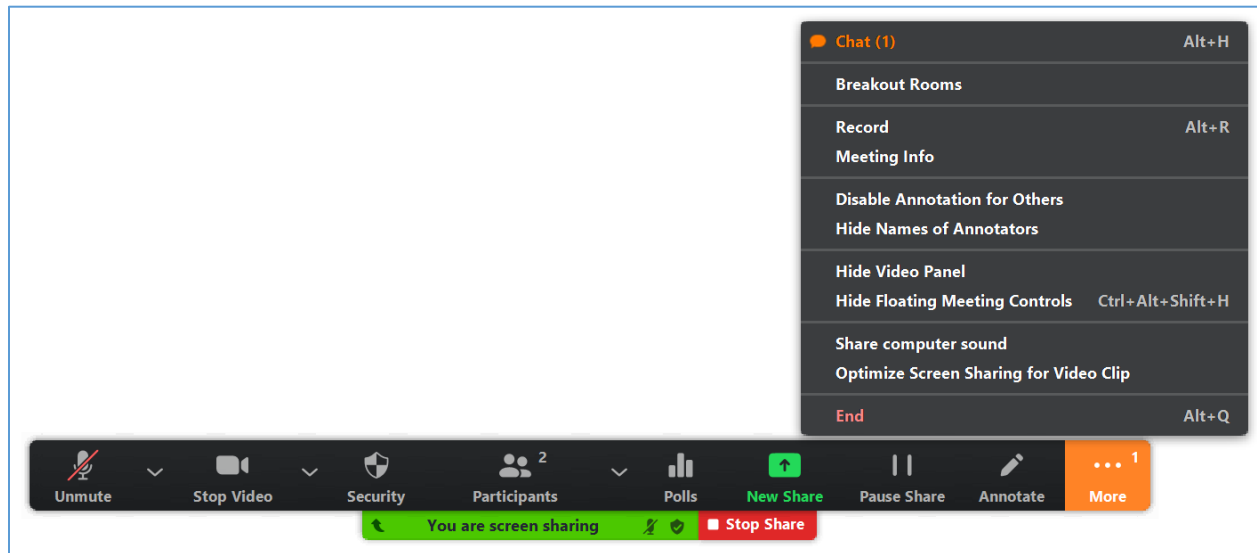 Chat (1) Alt+H
Breakout Rooms
Record Alt+R
Meeting Info
Disable Annotation for Others
Hide Names of Annotators
Hide Video Panel
Hide Floating Meeting Controls Ctrl+Alt+Shift+H
Share computer sound
Optimize Screen Sharing for Video Clip
End Alt+Q
2 1
Unmute Stop Video Security Participants Polls New Share Pause Share Annotate More
You are screen sharing Stop Share